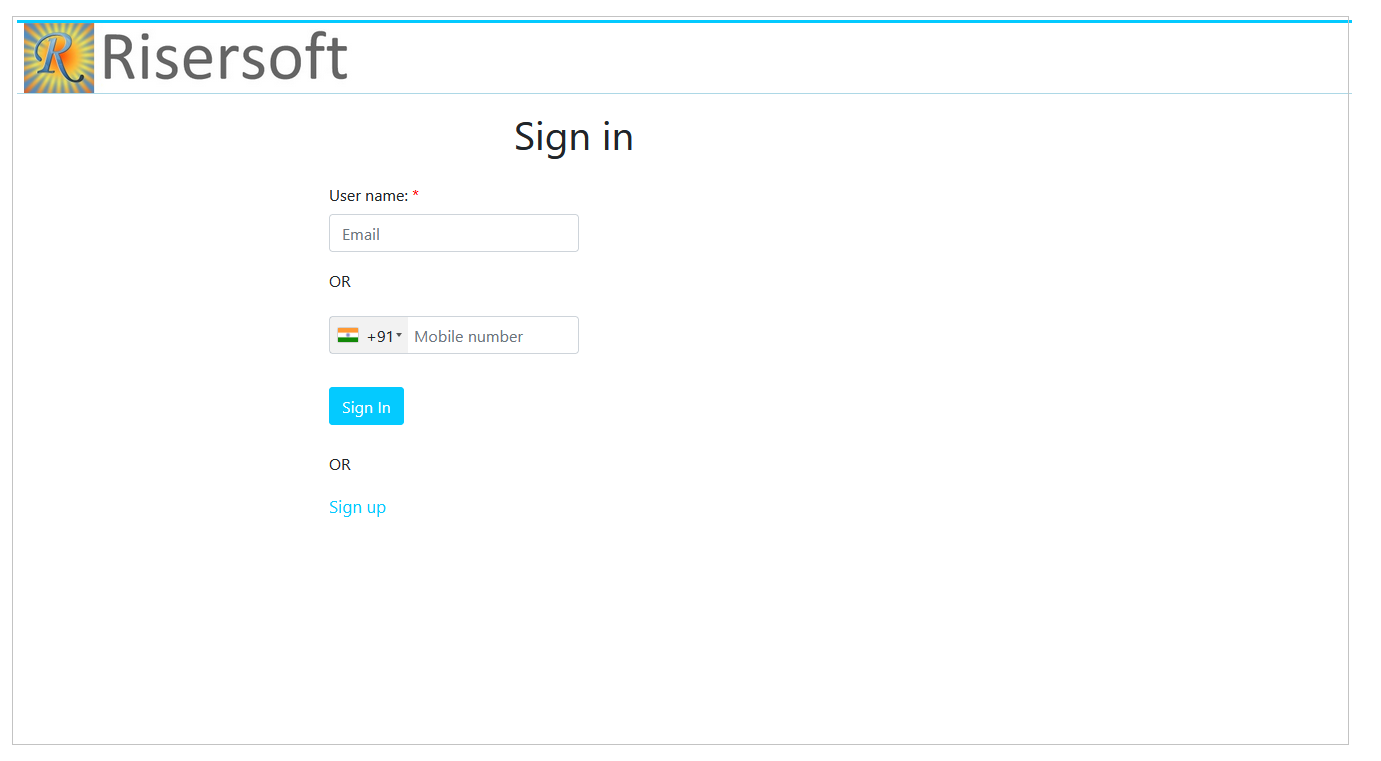 R Risersoft
Sign in
User name: *
Email
OR
+91 Mobile number
Sign In
OR
Sign up